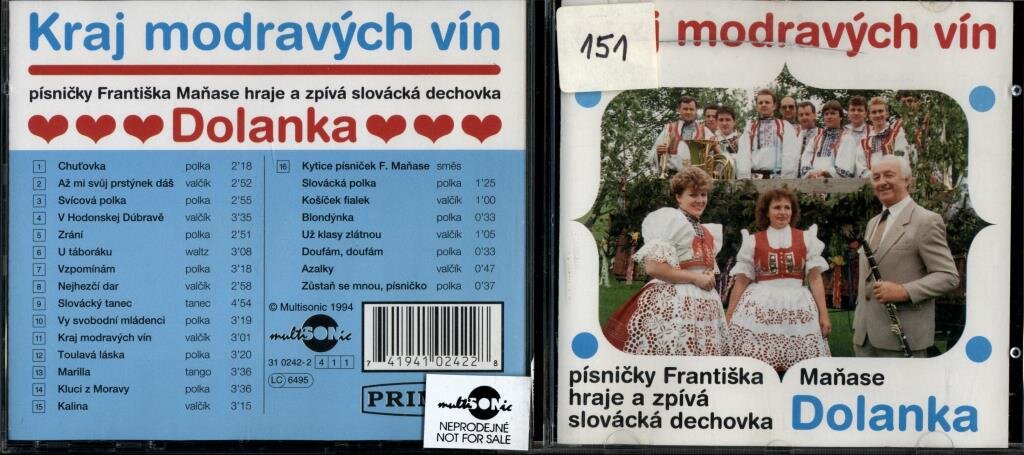 Kraj modravých vín
písničky Františka Maňase hraje a zpívá slovácká dechovka
Dolanka
1 Chuťovka polka 2'18
2 Až mi svůj prstýnek dáš valčík 2'52
3 Svícová polka polka 2'55
4 V Hodonskej Dúbravě valčík 3'35
5 Zrání polka 2'51
6 U táboráku waltz 3'08
7 Vzpomínám polka 3'18
8 Nejhezčí dar valčík 2'58
9 Slovácký tanec tanec 4'54
10 Vy svobodní mládenci polka 3'19
11 Kraj modravých vín valčík 3'01
12 Toulavá láska polka 3'20
13 Marilla tango 3'36
14 Kluci z Moravy polka 3'36
15 Kalina valčík 3'15
16 Kytice písniček F. Maňase směs
Slovácká polka polka 1'25
Košíček fialek valčík 1'00
Blondýnka polka 0'33
Už klasy zlátnou valčík 1'05
Doufám, doufám polka 0'33
Azalky valčík 0'47
Zůstaň se mnou, písničko polka 0'37
© Multisonic 1994
multiSONic
31 0242-2 4 1 1
LC 6495
7 41941 02422 8
PRI
multiSONic
NEPRODEJNÉ
NOT FOR SALE
151
modravých vín
písničky Františka Maňase
hraje a zpívá
slovácká dechovka
Dolanka